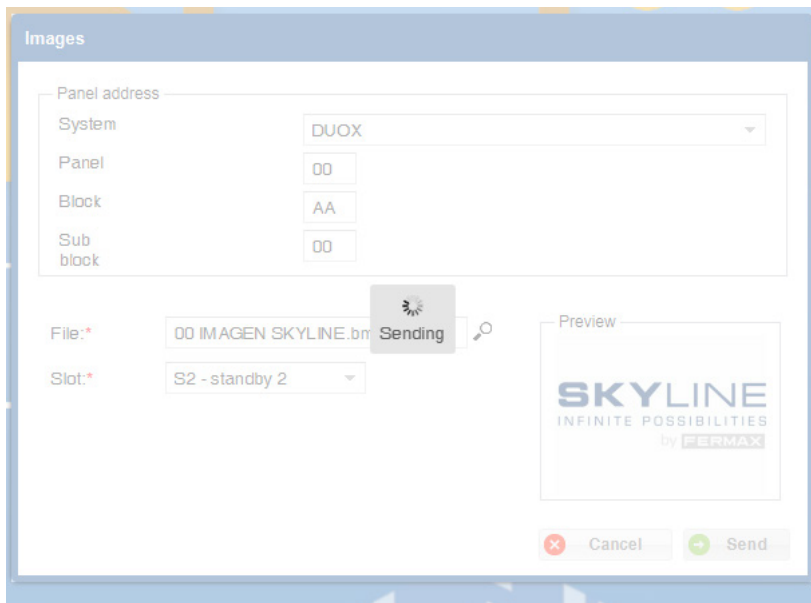 Images
Panel address
System
DUOX
Panel
00
Block
AA
Sub
block
00
File:*
00 IMAGEN SKYLINE.bm
Sending
Slot:*
S2 - standby 2
Preview
SKYLINE
INFINITE POSSIBILITIES
by FERMAX
Cancel
Send